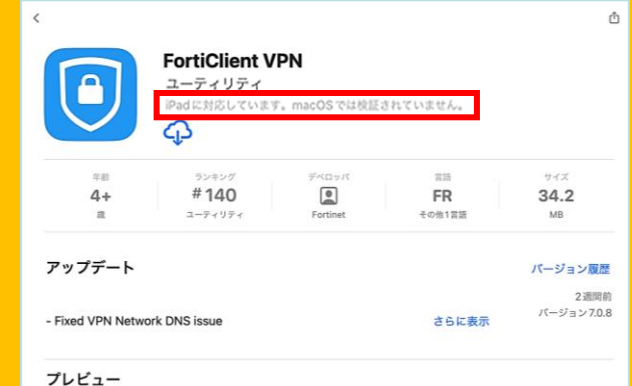 FortiClient VPN
ユーティリティ
iPadに対応しています。macOSでは検証されていません。
年齢
4+
歳
ランキング
#140
ユーティリティ
デベロッパ
Fortinet
言語
FR
その他1言語
サイズ
34.2
MB
アップデート
バージョン履歴
2週間前
- Fixed VPN Network DNS issue
さらに表示
バージョン7.0.8
プレビュー